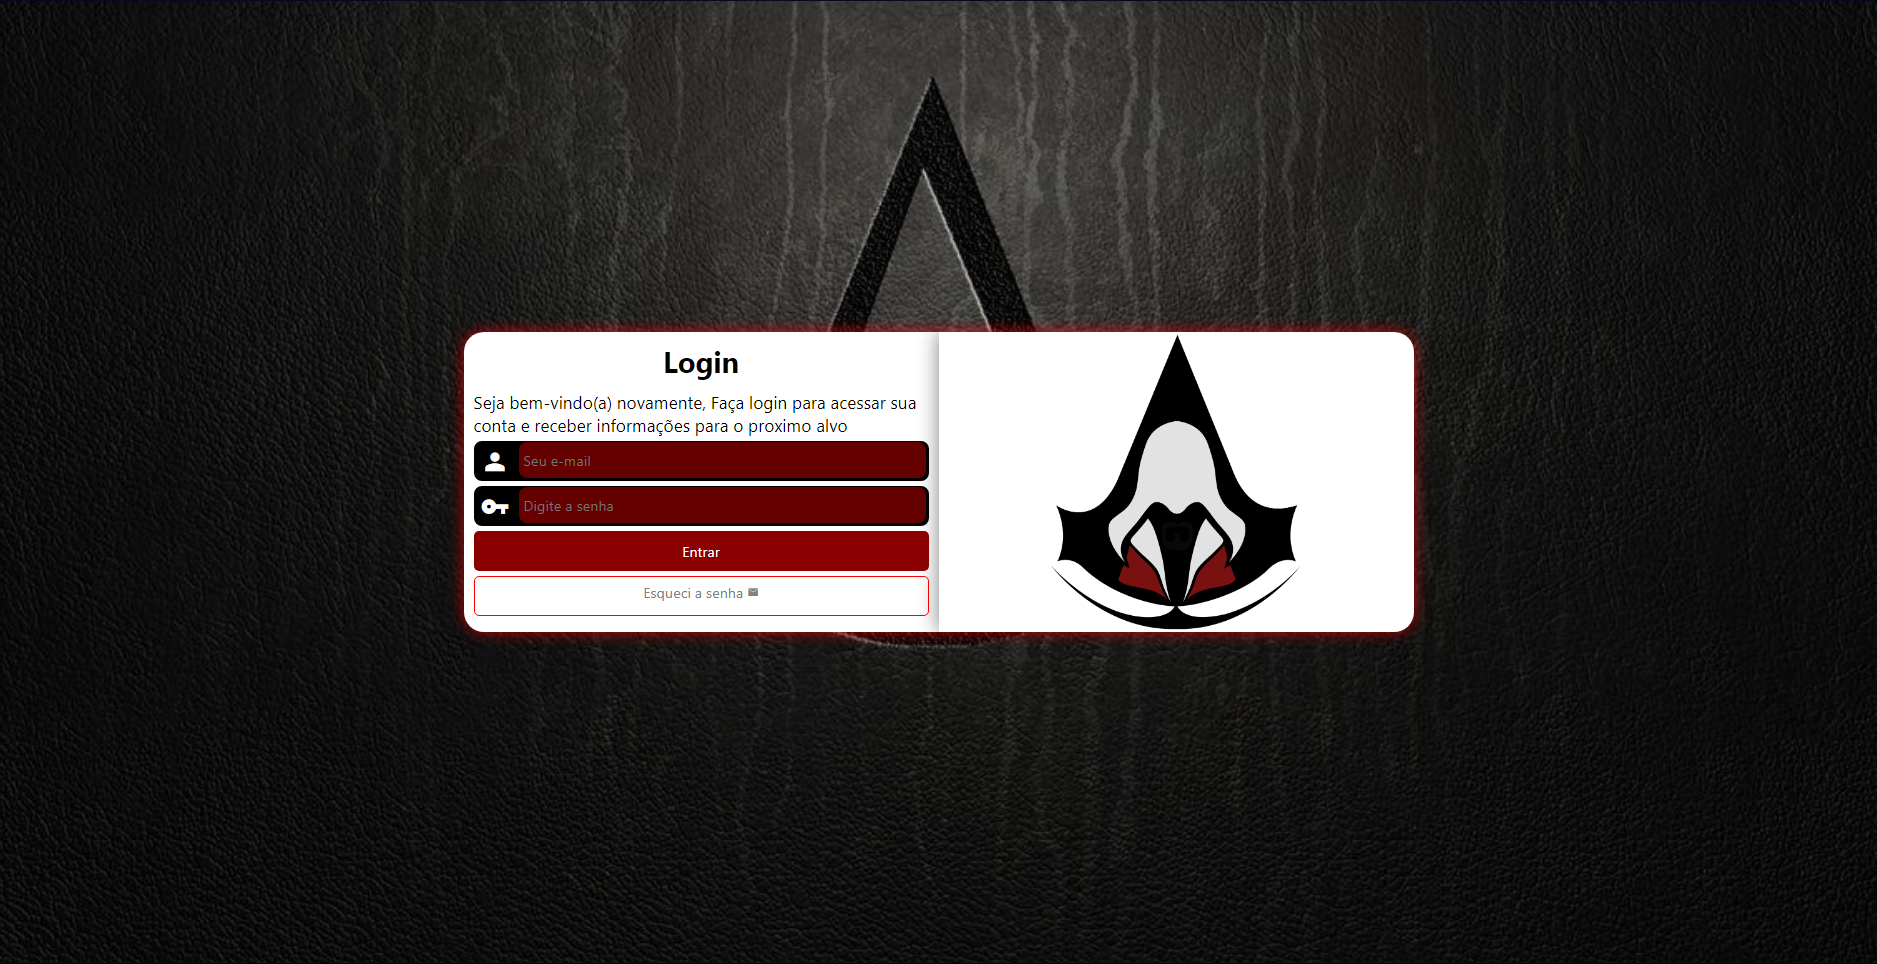 Login
Seja bem-vindo(a) novamente, Faça login para acessar sua
conta e receber informações para o proximo alvo
Seu e-mail
Digite a senha
Entrar
Esqueci a senha